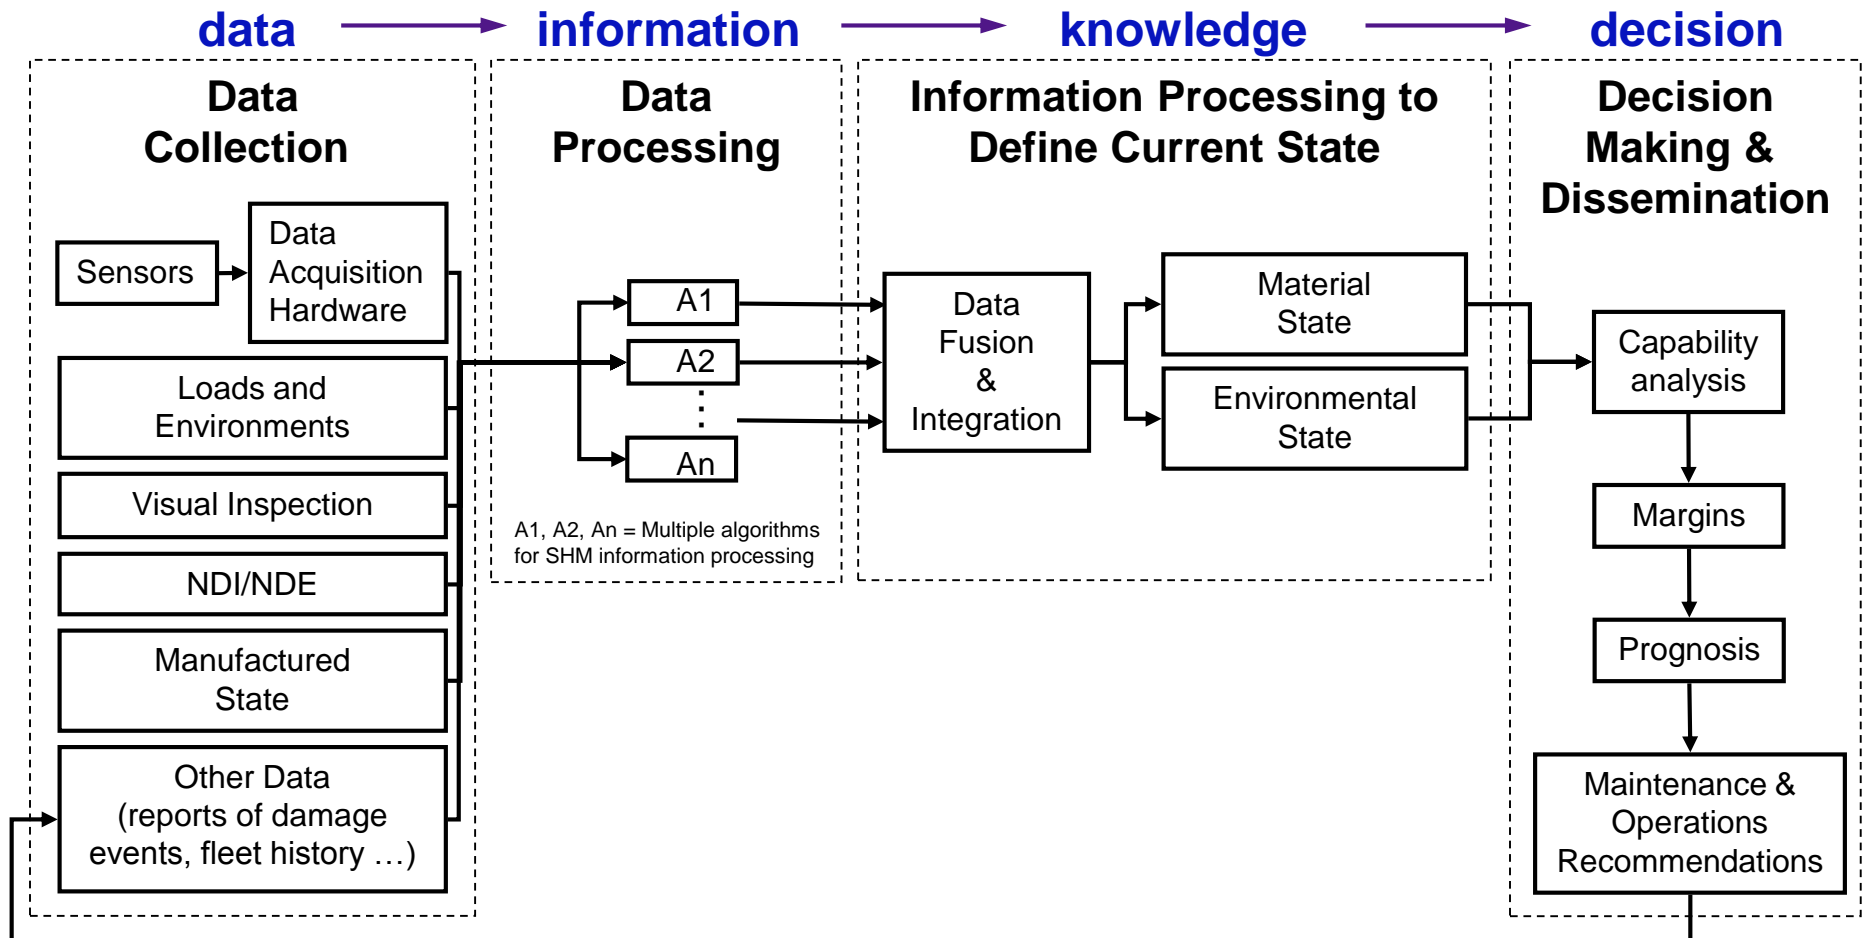 data
information
knowledge
decision
Data
Collection
Sensors
Data
Acquisition
Hardware
Loads and
Environments
Visual Inspection
NDI/NDE
Manufactured
State
Other Data
(reports of damage
events, fleet history …)
Data
Processing
A1
A2
An
A1, A2, An = Multiple algorithms
for SHM information processing
Information Processing to
Define Current State
Data
Fusion
&
Integration
Material
State
Environmental
State
Decision
Making &
Dissemination
Capability
analysis
Margins
Prognosis
Maintenance &
Operations
Recommendations